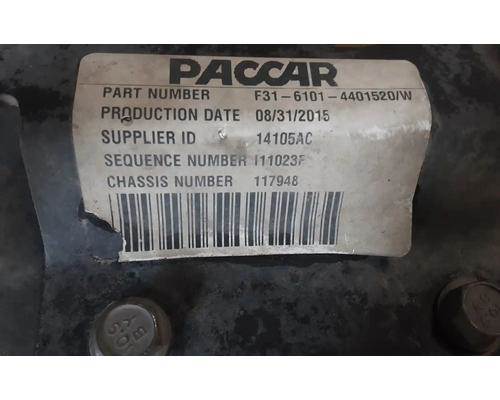 PACCAR
PART NUMBER F31-6101-4401520/W
PRODUCTION DATE 08/31/2015
SUPPLIER ID 14105AC
SEQUENCE NUMBER
CHASSIS NUMBER 117948